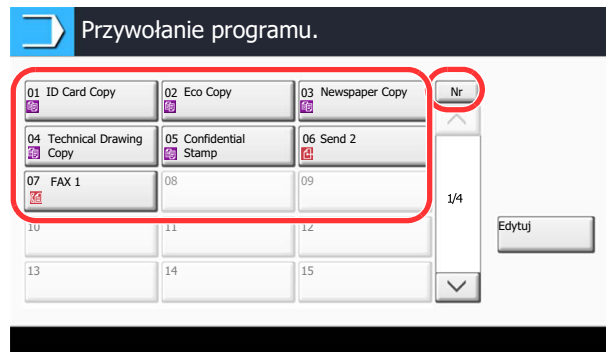 Przywołanie programu.
01 ID Card Copy
02 Eco Copy
03 Newspaper Copy
Nr
04 Technical Drawing
Copy
05 Confidential
Stamp
06 Send 2
07 FAX 1
08
09
1/4
10
11
12
Edytuj
13
14
15